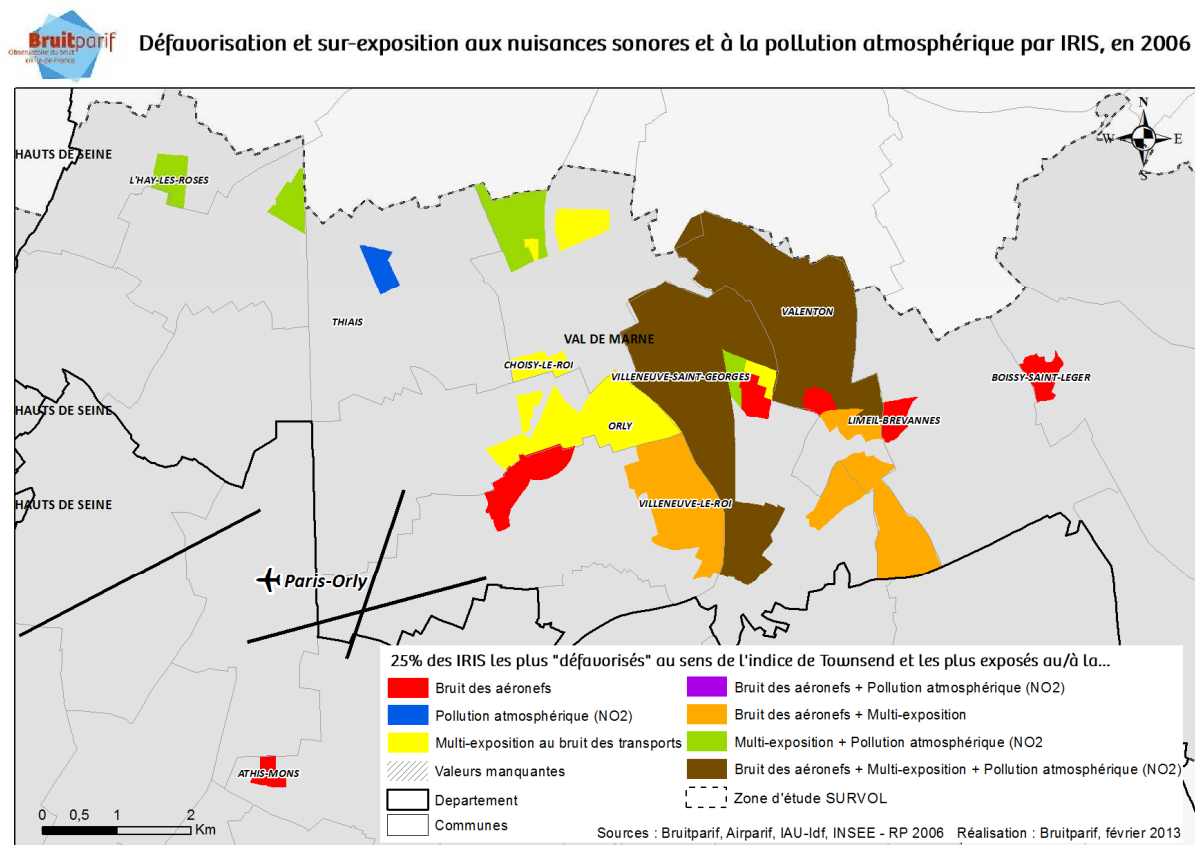 Bruitparif
Observatoire du bruit
en Île-de-France
Défavorisation et sur-exposition aux nuisances sonores et à la pollution atmosphérique par IRIS, en 2006
N
W E
S
HAUTS DE SEINE
L'HAY-LES-ROSES
VALENTON
THIAIS
VAL DE MARNE
CHOISY-LE-ROI
VILLENEUVE-SAINT-GEORGES
BOISSY-SAINT-LEGER
HAUTS DE SEINE
ORLY
LIMEIL-BREVANNES
HAUTS DE SEINE
VILLENEUVE-LE-ROI
Paris-Orly
ATHIS-MONS
25% des IRIS les plus "défavorisés" au sens de l'indice de Townsend et les plus exposés au/à la...
Bruit des aéronefs
Pollution atmosphérique (NO2)
Multi-exposition au bruit des transports
Valeurs manquantes
Departement
Communes
Bruit des aéronefs + Pollution atmosphérique (NO2)
Bruit des aéronefs + Multi-exposition
Multi-exposition + Pollution atmosphérique (NO2
Bruit des aéronefs + Multi-exposition + Pollution atmosphérique (NO2)
Zone d'étude SURVOL
0 0,5 1 2
Km
Sources : Bruitparif, Airparif, IAU-Idf, INSEE - RP 2006 Réalisation : Bruitparif, février 2013